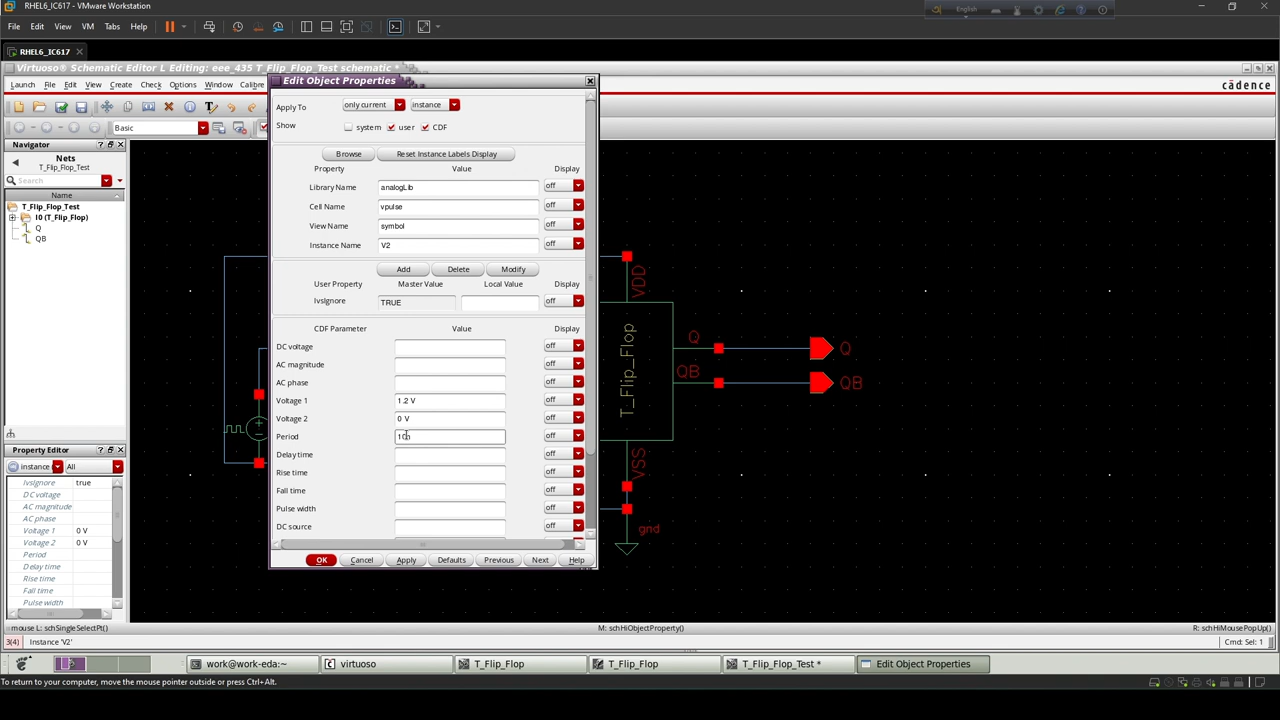 RHEL6_IC617 - VMware Workstation
English
File Edit View VM Tabs Help
RHEL6_IC617
Virtuoso® Schematic Editor L Editing: eee_435 T_Flip_Flop_Test schematic *
Launch File Edit View Create Check Options Window Calibre
cādence
Basic
Navigator
Nets
T_Flip_Flop_Test
Search
Name
T_Flip_Flop_Test
I0 (T_Flip_Flop)
Q
QB
Property Editor
instance All
lvsIgnore true
DC voltage
AC magnitude
AC phase
Voltage 1 0 V
Voltage 2 0 V
Period
Delay time
Rise time
Fall time
Pulse width
Edit Object Properties
Apply To only current instance
Show system user CDF
Browse Reset Instance Labels Display
Property Value Display
Library Name analogLib off
Cell Name vpulse off
View Name symbol off
Instance Name V2 off
Add Delete Modify
User Property Master Value Local Value Display
lvsIgnore TRUE off
CDF Parameter Value Display
DC voltage off
AC magnitude off
AC phase off
Voltage 1 1.2 V off
Voltage 2 0 V off
Period 10n off
Delay time off
Rise time off
Fall time off
Pulse width off
DC source off
OK Cancel Apply Defaults Previous Next Help
VDD
T_Flip_Flop
Q Q
QB QB
VSS
gnd
mouse L: schSingleSelectPt() M: schHiObjectProperty() R: schHiMousePopUp()
3(4) Instance 'V2' Cmd: Sel: 1
work@work-eda:~ virtuoso T_Flip_Flop T_Flip_Flop T_Flip_Flop_Test * Edit Object Properties
To return to your computer, move the mouse pointer outside or press Ctrl+Alt.